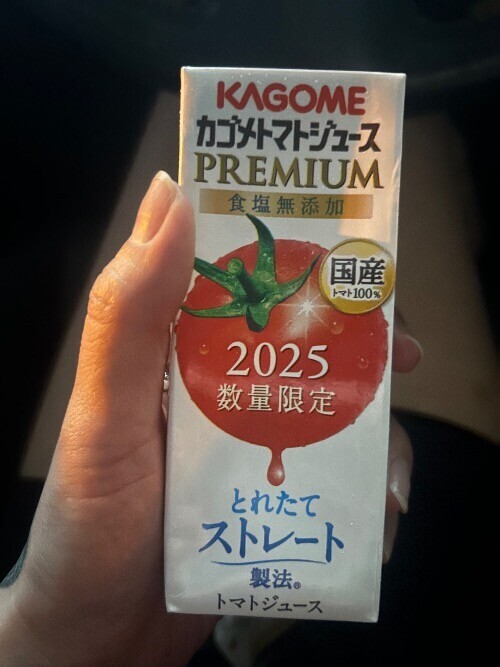 KAGOME
カゴメトマトジュース
PREMIUM
食塩無添加
国産
トマト100%
2025
数量限定
とれたて
ストレート
製法®
トマトジュース